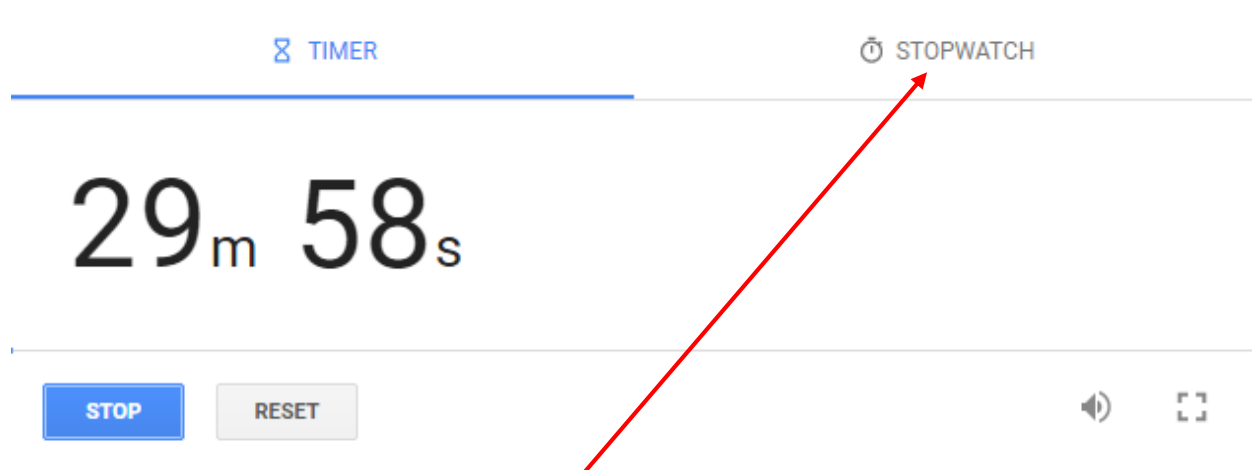 TIMER
STOPWATCH
29m 58s
STOP
RESET